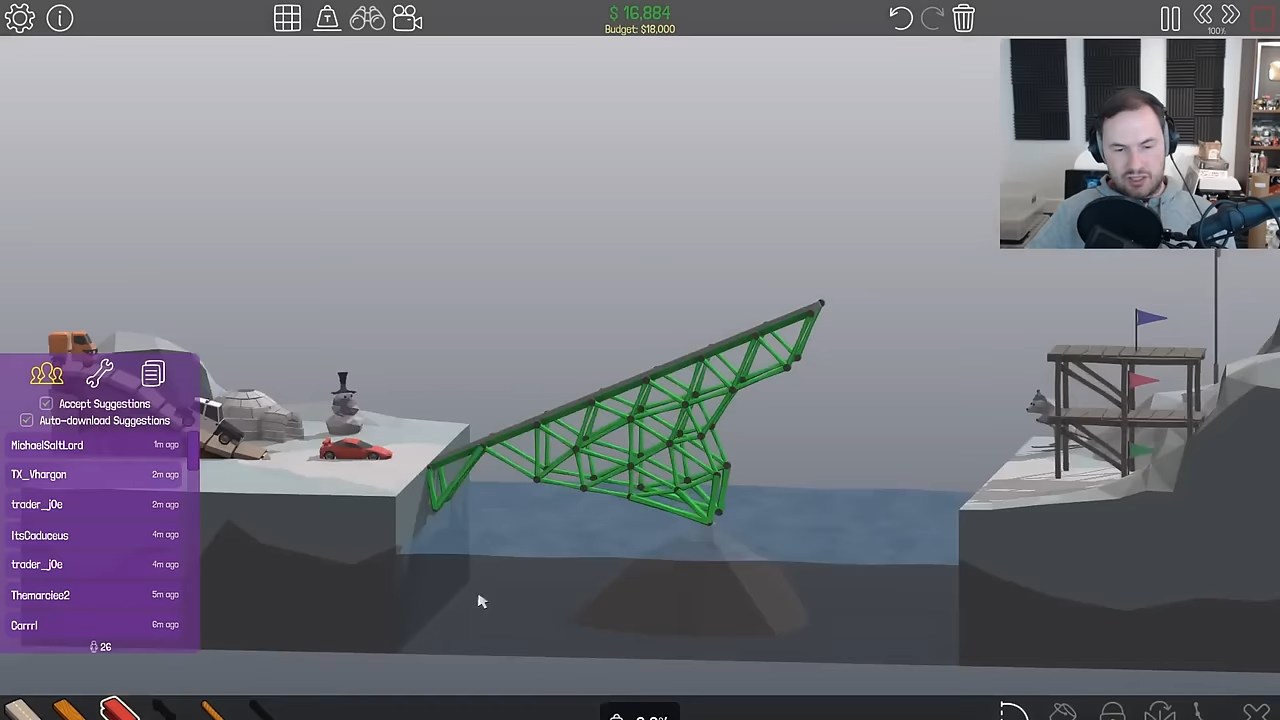 $ 16,884
Budget: $18,000
100%
Accept Suggestions
Auto-download Suggestions
MichaelSaltLord 1m ago
TX_Vhargon 2m ago
trader_j0e 2m ago
ItsCaduceus 4m ago
trader_j0e 4m ago
Themarciee2 5m ago
Carrrl 6m ago
26